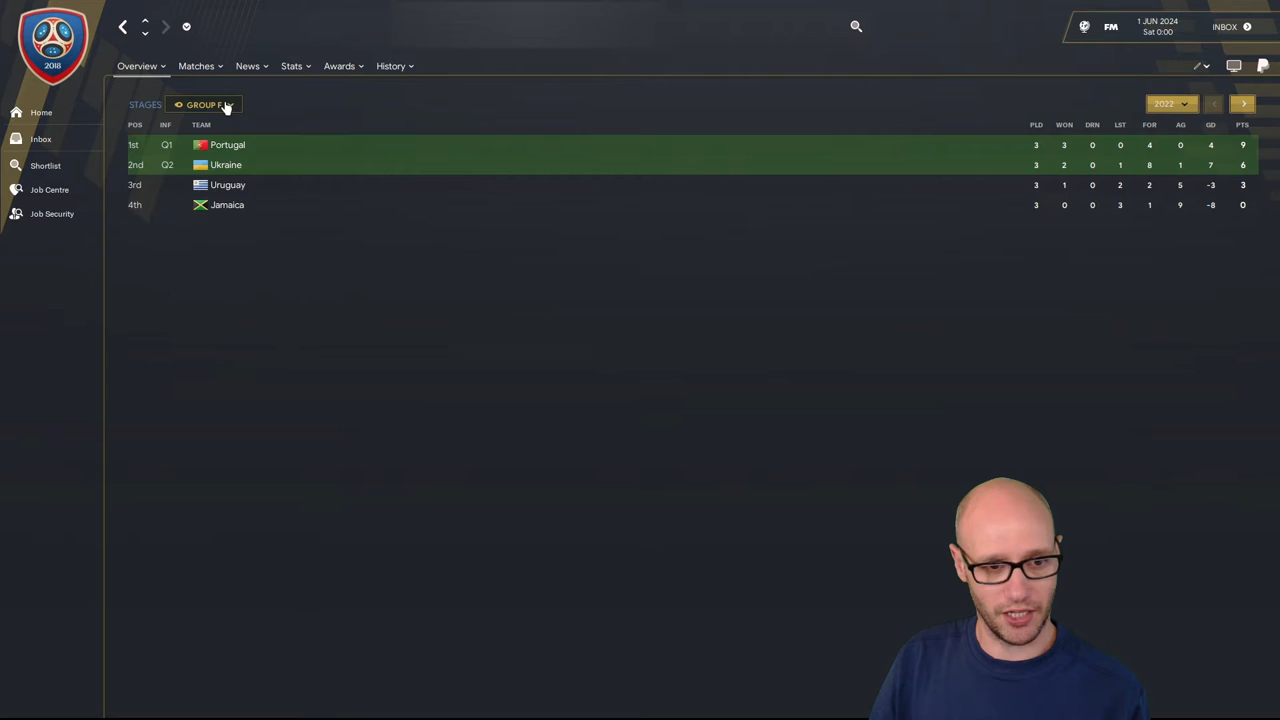 2018
FM
1 JUN 2024
Sat 0:00
INBOX
Overview
Matches
News
Stats
Awards
History
Home
Inbox
Shortlist
Job Centre
Job Security
STAGES
GROUP F
2022
POS INF TEAM PLD WON DRN LST FOR AG GD PTS
1st Q1 Portugal 3 3 0 0 4 0 4 9
2nd Q2 Ukraine 3 2 0 1 8 1 7 6
3rd Uruguay 3 1 0 2 2 5 -3 3
4th Jamaica 3 0 0 3 1 9 -8 0